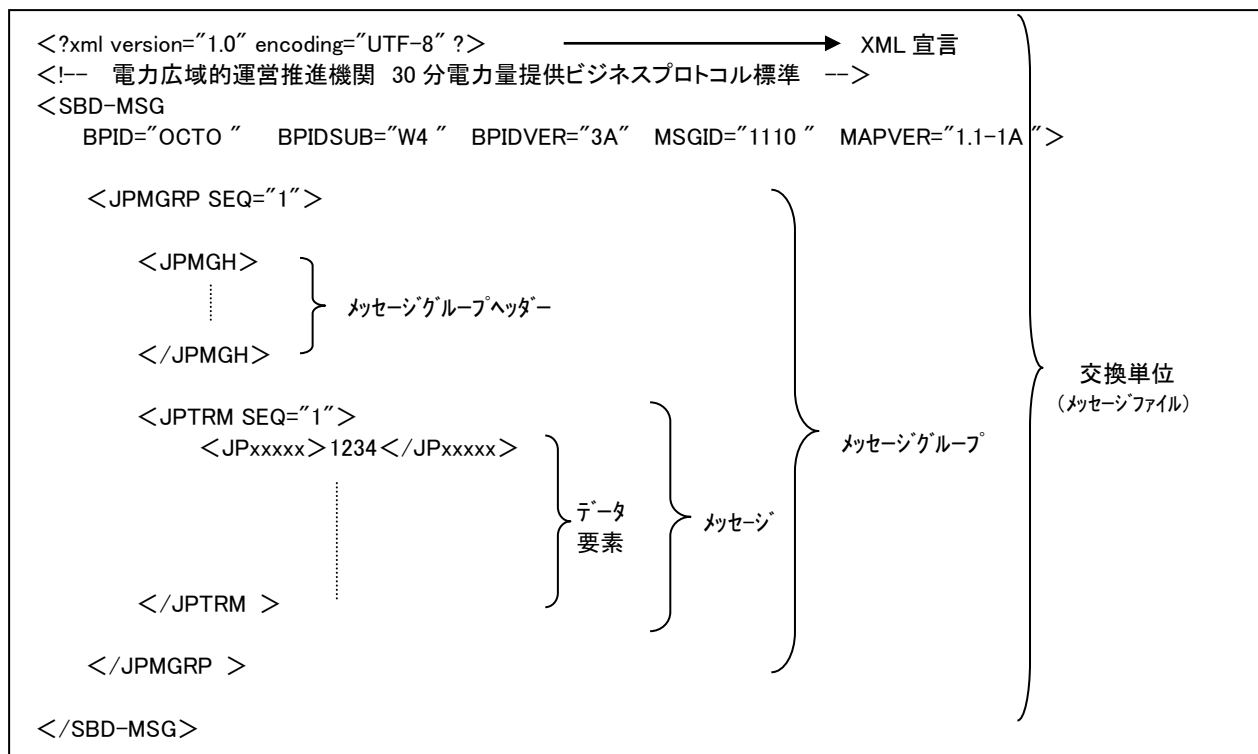 <?xml version="1.0" encoding="UTF-8" ?> XML 宣言
<!-- 電力広域的運営推進機関 30 分電力量提供ビジネスプロトコル標準 -->
<SBD-MSG
BPID="OCTO " BPIDSUB="W4 " BPIDVER="3A" MSGID="1110 " MAPVER="1.1-1A ">
<JPMGRP SEQ="1">
<JPMGH>
メッセージグループヘッダー
</JPMGH>
交換単位
(メッセージファイル)
<JPTRM SEQ="1">
<JPxxxxx>1234</JPxxxxx>
メッセージグループ
データ
要素
メッセージ
</JPTRM >
</JPMGRP >
</SBD-MSG>